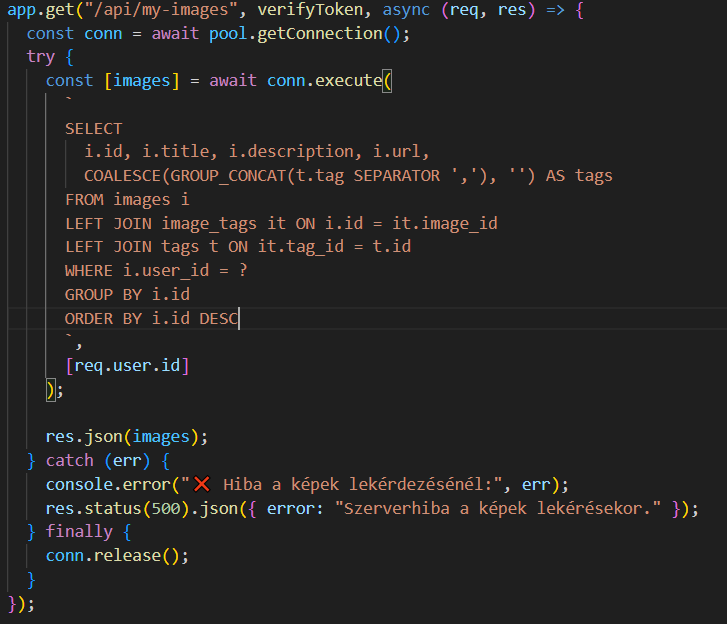 app.get("/api/my-images", verifyToken, async (req, res) => {
  const conn = await pool.getConnection();
  try {
    const [images] = await conn.execute(
      `
      SELECT
        i.id, i.title, i.description, i.url,
        COALESCE(GROUP_CONCAT(t.tag SEPARATOR ','), '') AS tags
      FROM images i
      LEFT JOIN image_tags it ON i.id = it.image_id
      LEFT JOIN tags t ON it.tag_id = t.id
      WHERE i.user_id = ?
      GROUP BY i.id
      ORDER BY i.id DESC
      `,
      [req.user.id]
    );

    res.json(images);
  } catch (err) {
    console.error("❌ Hiba a képek lekérdezésénél:", err);
    res.status(500).json({ error: "Szerverhiba a képek lekérésekor." });
  } finally {
    conn.release();
  }
});